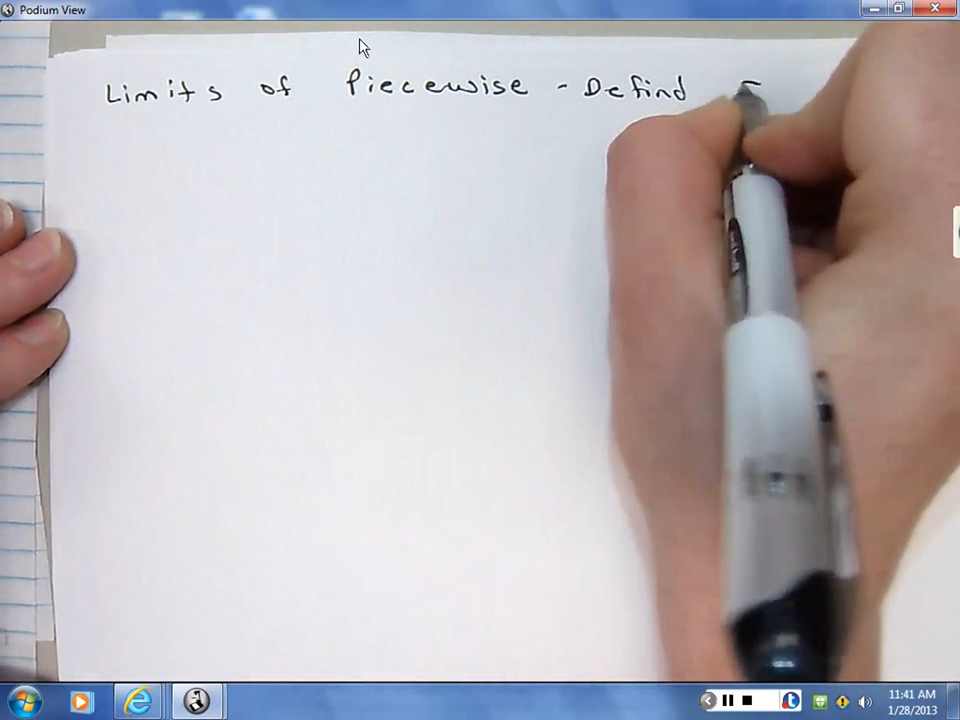 Podium View
Limits of Piecewise - Defind
11:41 AM
1/28/2013